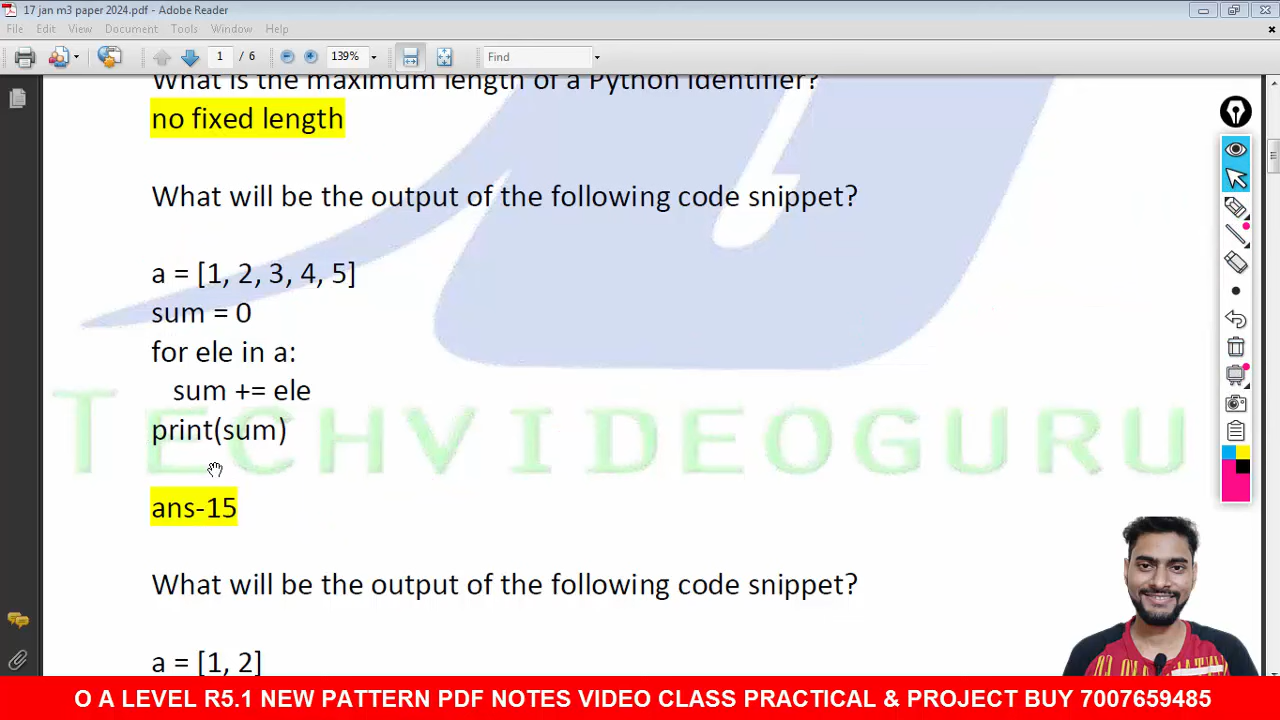 17 jan m3 paper 2024.pdf - Adobe Reader
File Edit View Document Tools Window Help
1 / 6 139% Find
What is the maximum length of a Python identifier?
no fixed length
What will be the output of the following code snippet?
a = [1, 2, 3, 4, 5]
sum = 0
for ele in a:
sum += ele
print(sum)
TECHVIDEOGURU
ans-15
What will be the output of the following code snippet?
a = [1, 2]
O A LEVEL R5.1 NEW PATTERN PDF NOTES VIDEO CLASS PRACTICAL & PROJECT BUY 7007659485